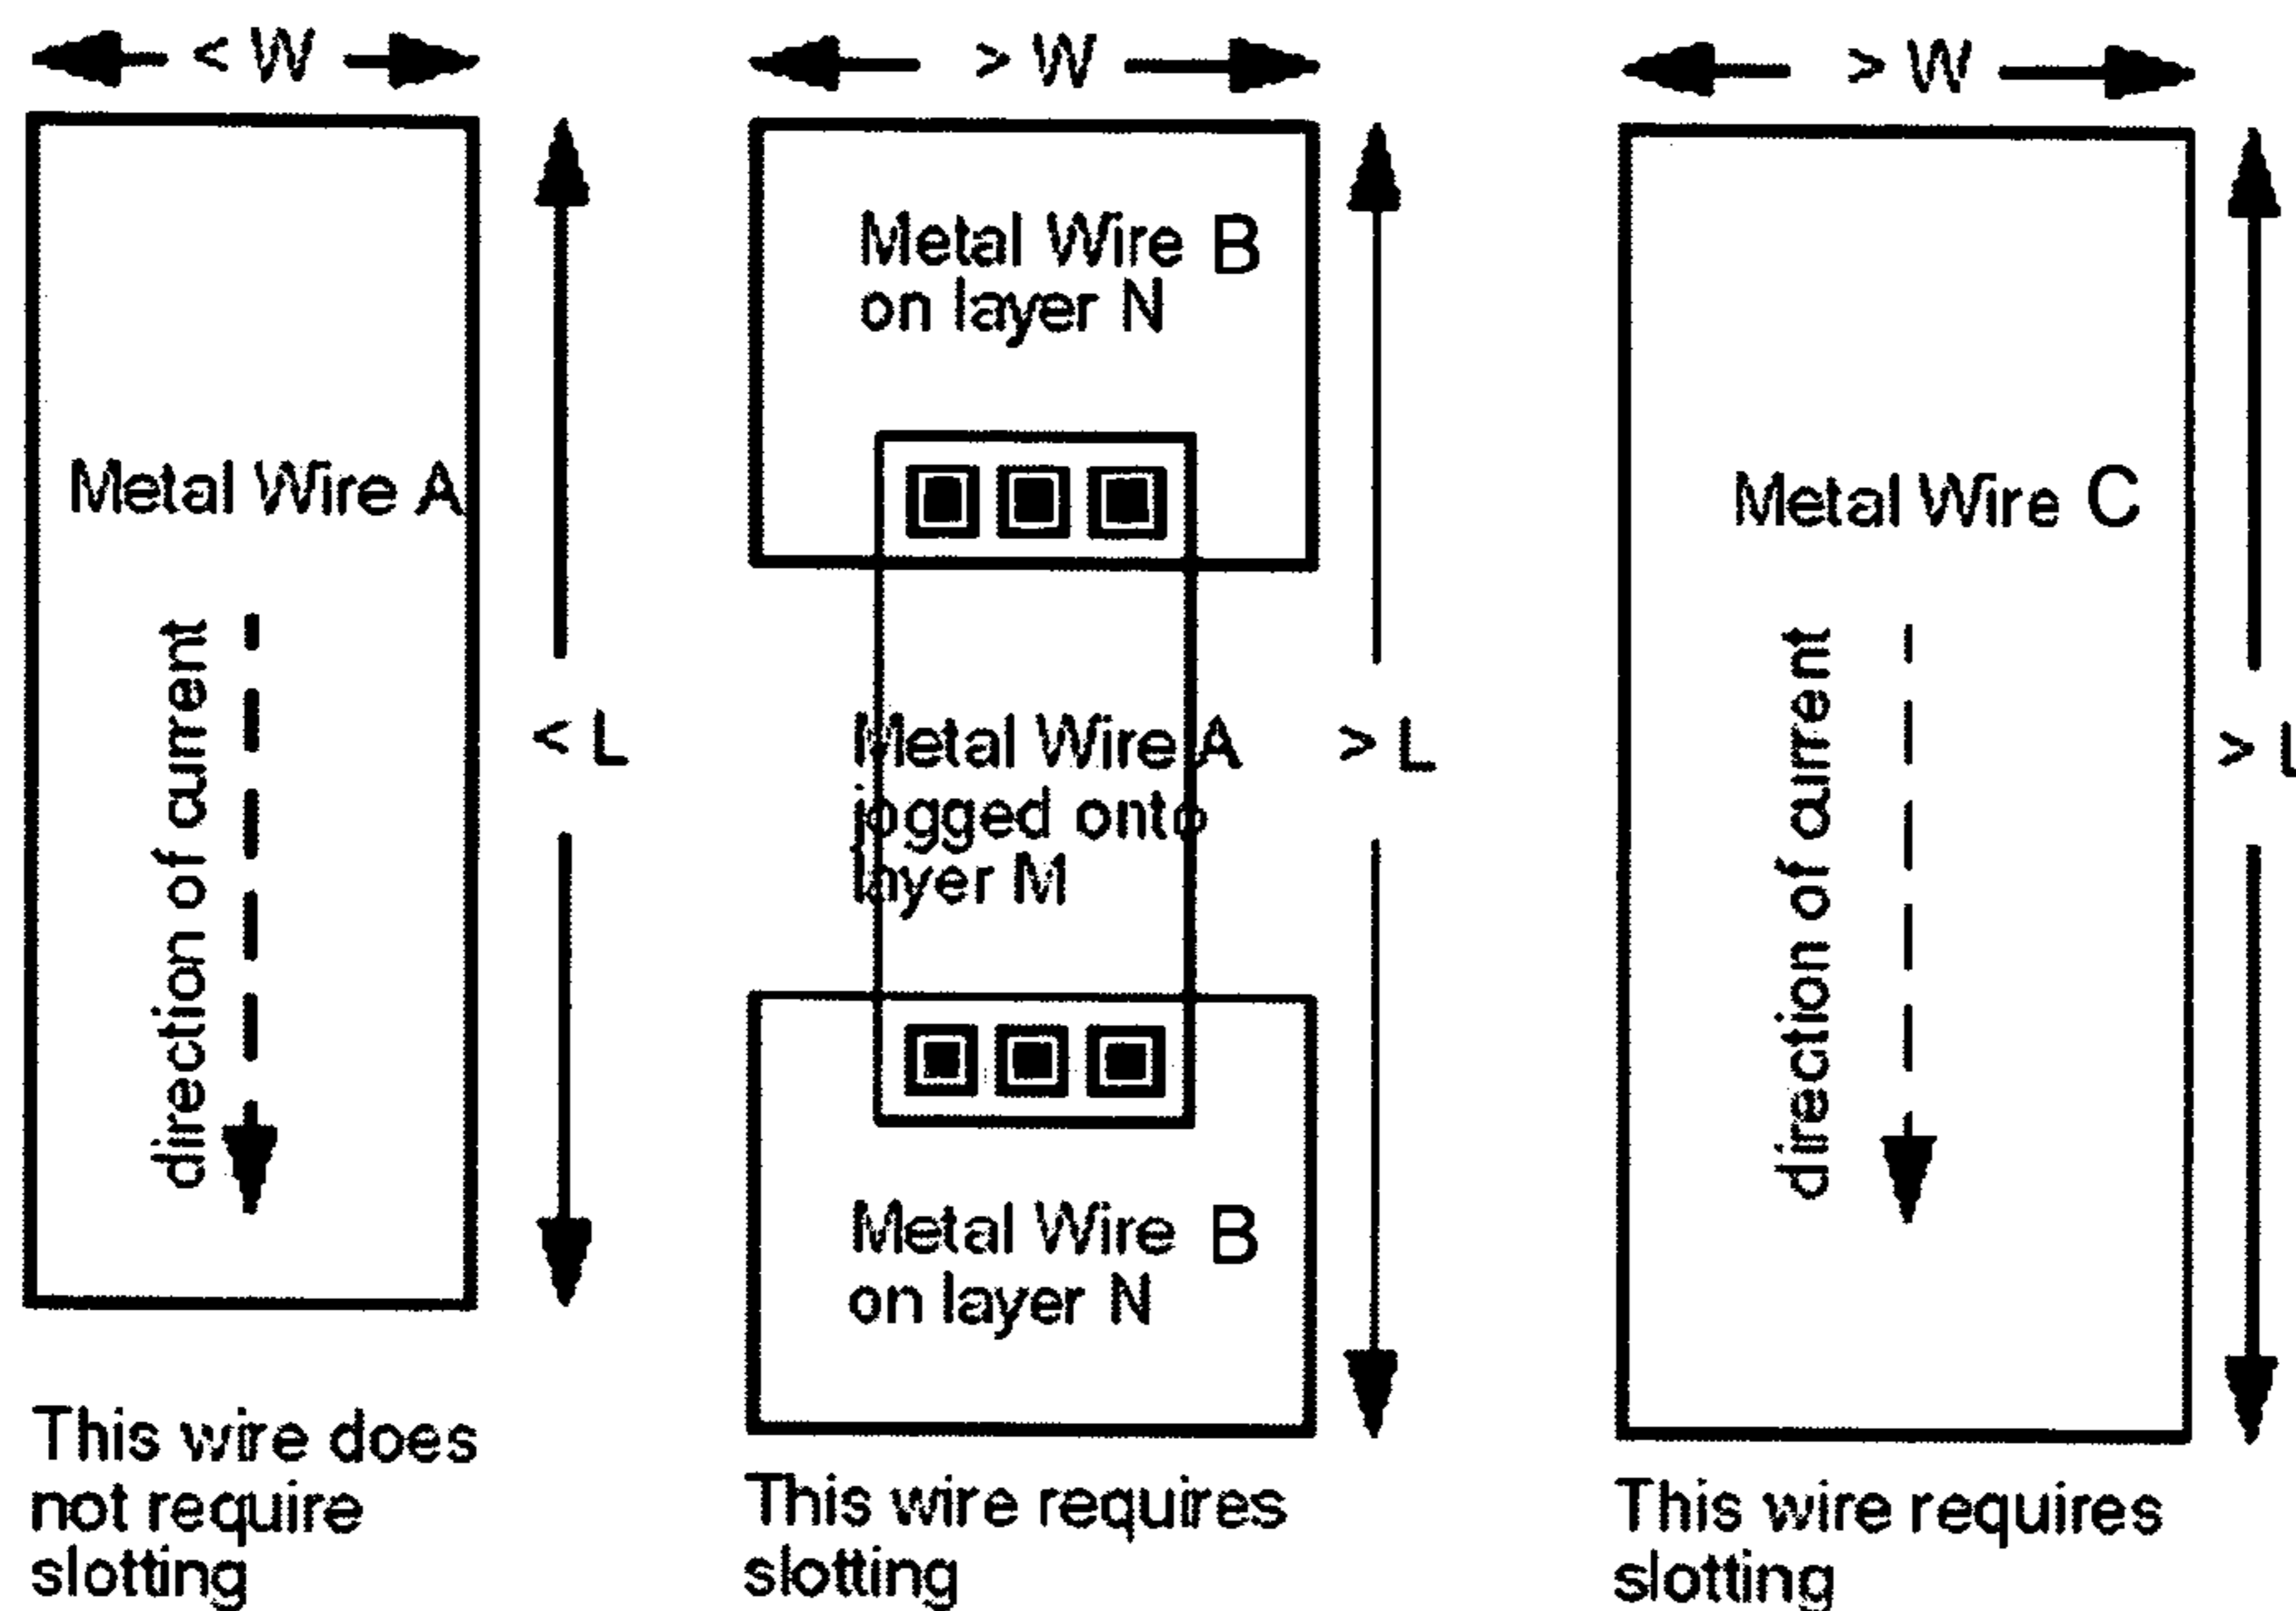 < W
Metal Wire A
direction of current
< L
This wire does
not require
slotting
> W
Metal Wire B
on layer N
Metal Wire A
jogged onto
layer M
> L
Metal Wire B
on layer N
This wire requires
slotting
> W
Metal Wire C
direction of current
> L
This wire requires
slotting